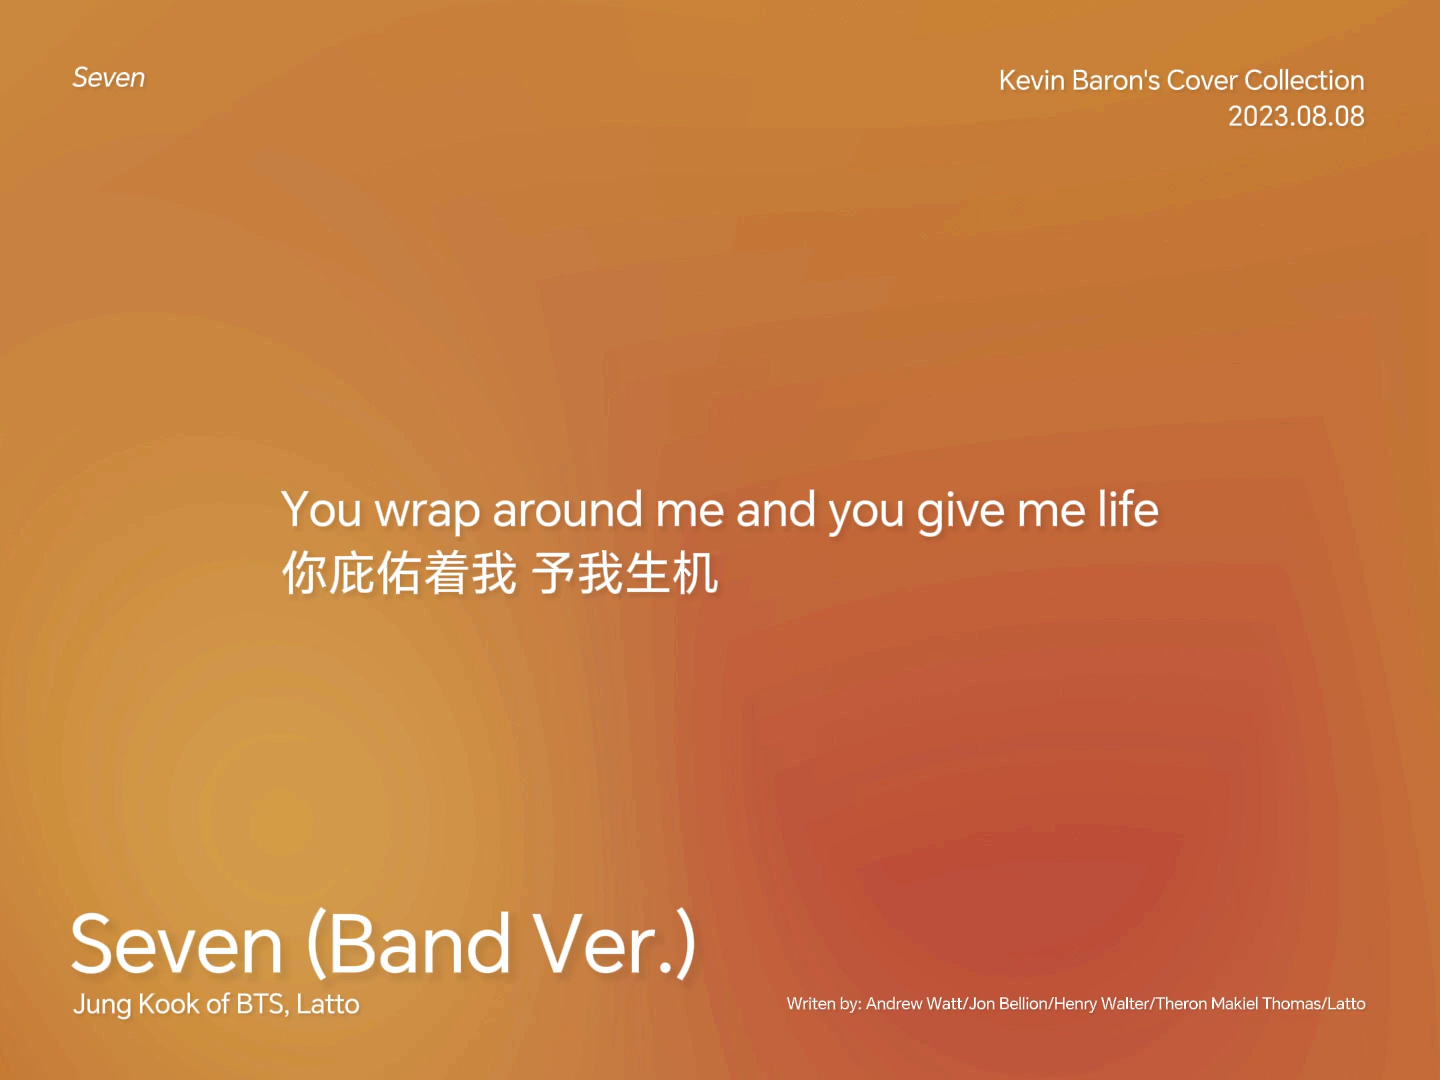 Seven
Kevin Baron's Cover Collection
2023.08.08
You wrap around me and you give me life
你庇佑着我 予我生机
Seven (Band Ver.)
Jung Kook of BTS, Latto
Writen by: Andrew Watt/Jon Bellion/Henry Walter/Theron Makiel Thomas/Latto